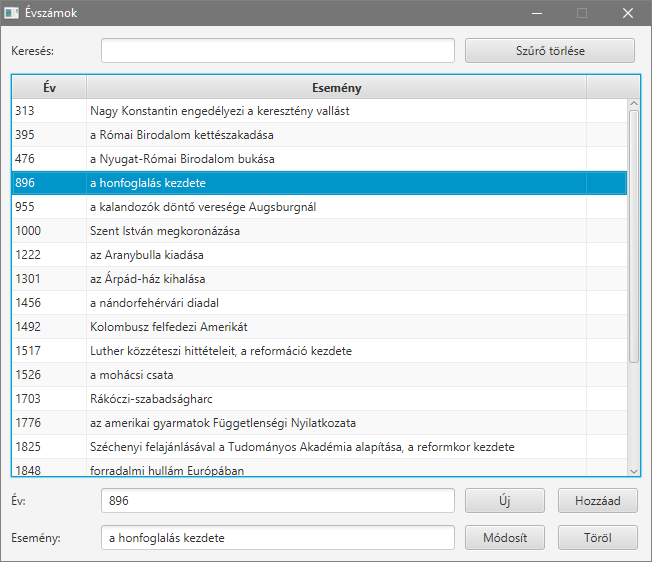 Évszámok
Keresés: Szűrő törlése
Év Esemény
313 Nagy Konstantin engedélyezi a keresztény vallást
395 a Római Birodalom kettészakadása
476 a Nyugat-Római Birodalom bukása
896 a honfoglalás kezdete
955 a kalandozók döntő veresége Augsburgnál
1000 Szent István megkoronázása
1222 az Aranybulla kiadása
1301 az Árpád-ház kihalása
1456 a nándorfehérvári diadal
1492 Kolombusz felfedezi Amerikát
1517 Luther közzéteszi hittételeit, a reformáció kezdete
1526 a mohácsi csata
1703 Rákóczi-szabadságharc
1776 az amerikai gyarmatok Függetlenségi Nyilatkozata
1825 Széchenyi felajánlásával a Tudományos Akadémia alapítása, a reformkor kezdete
1848 forradalmi hullám Európában
Év: 896 Új Hozzáad
Esemény: a honfoglalás kezdete Módosít Töröl